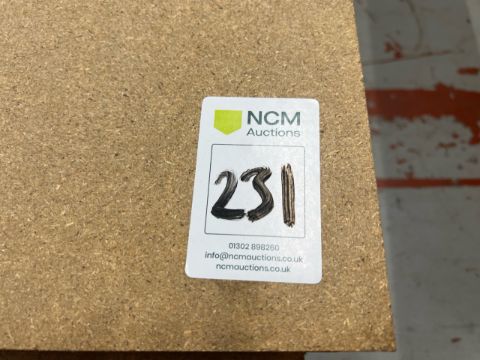 NCM
Auctions
231
01302 898260
info@ncmauctions.co.uk
ncmauctions.co.uk